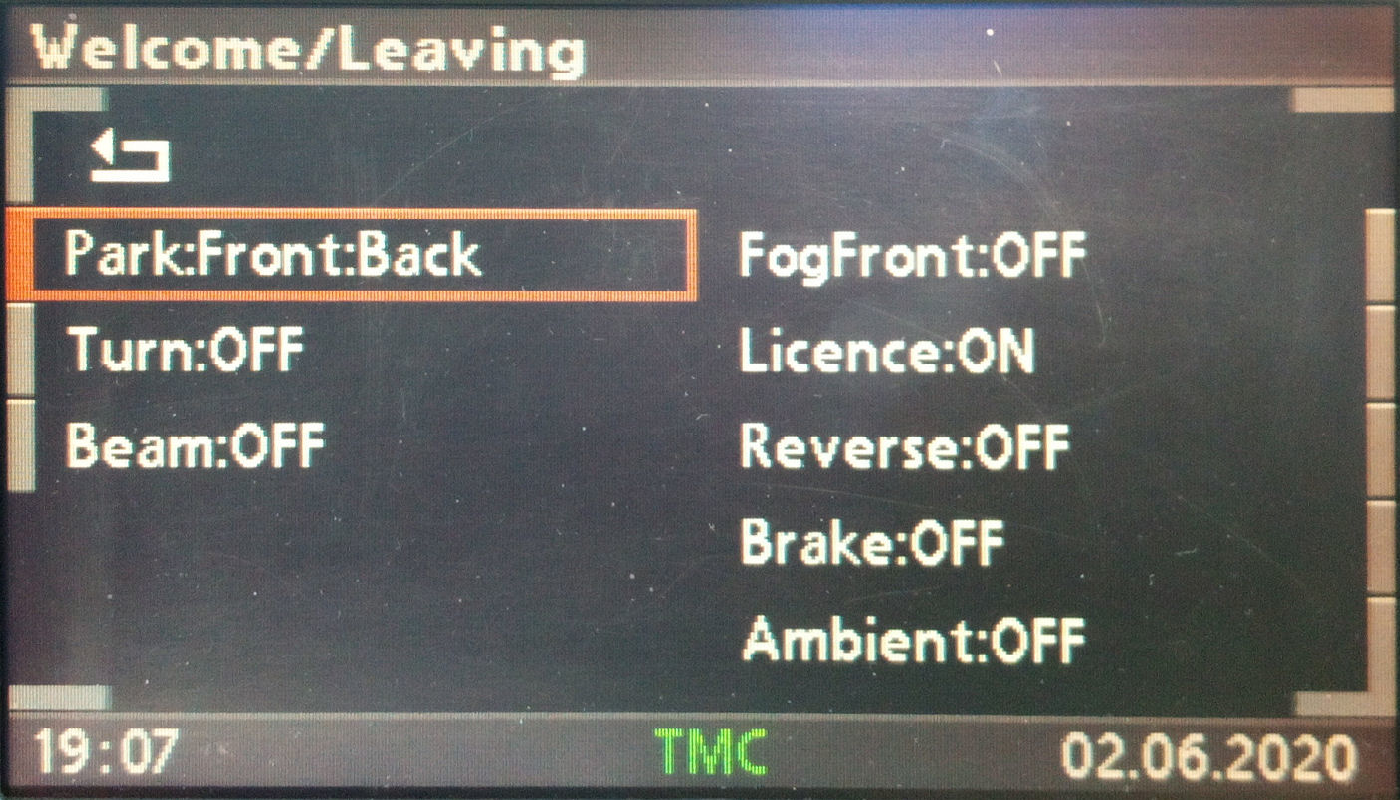 Welcome/Leaving
Park:Front:Back
FogFront:OFF
Turn:OFF
Licence:ON
Beam:OFF
Reverse:OFF
Brake:OFF
Ambient:OFF
19:07
TMC
02.06.2020